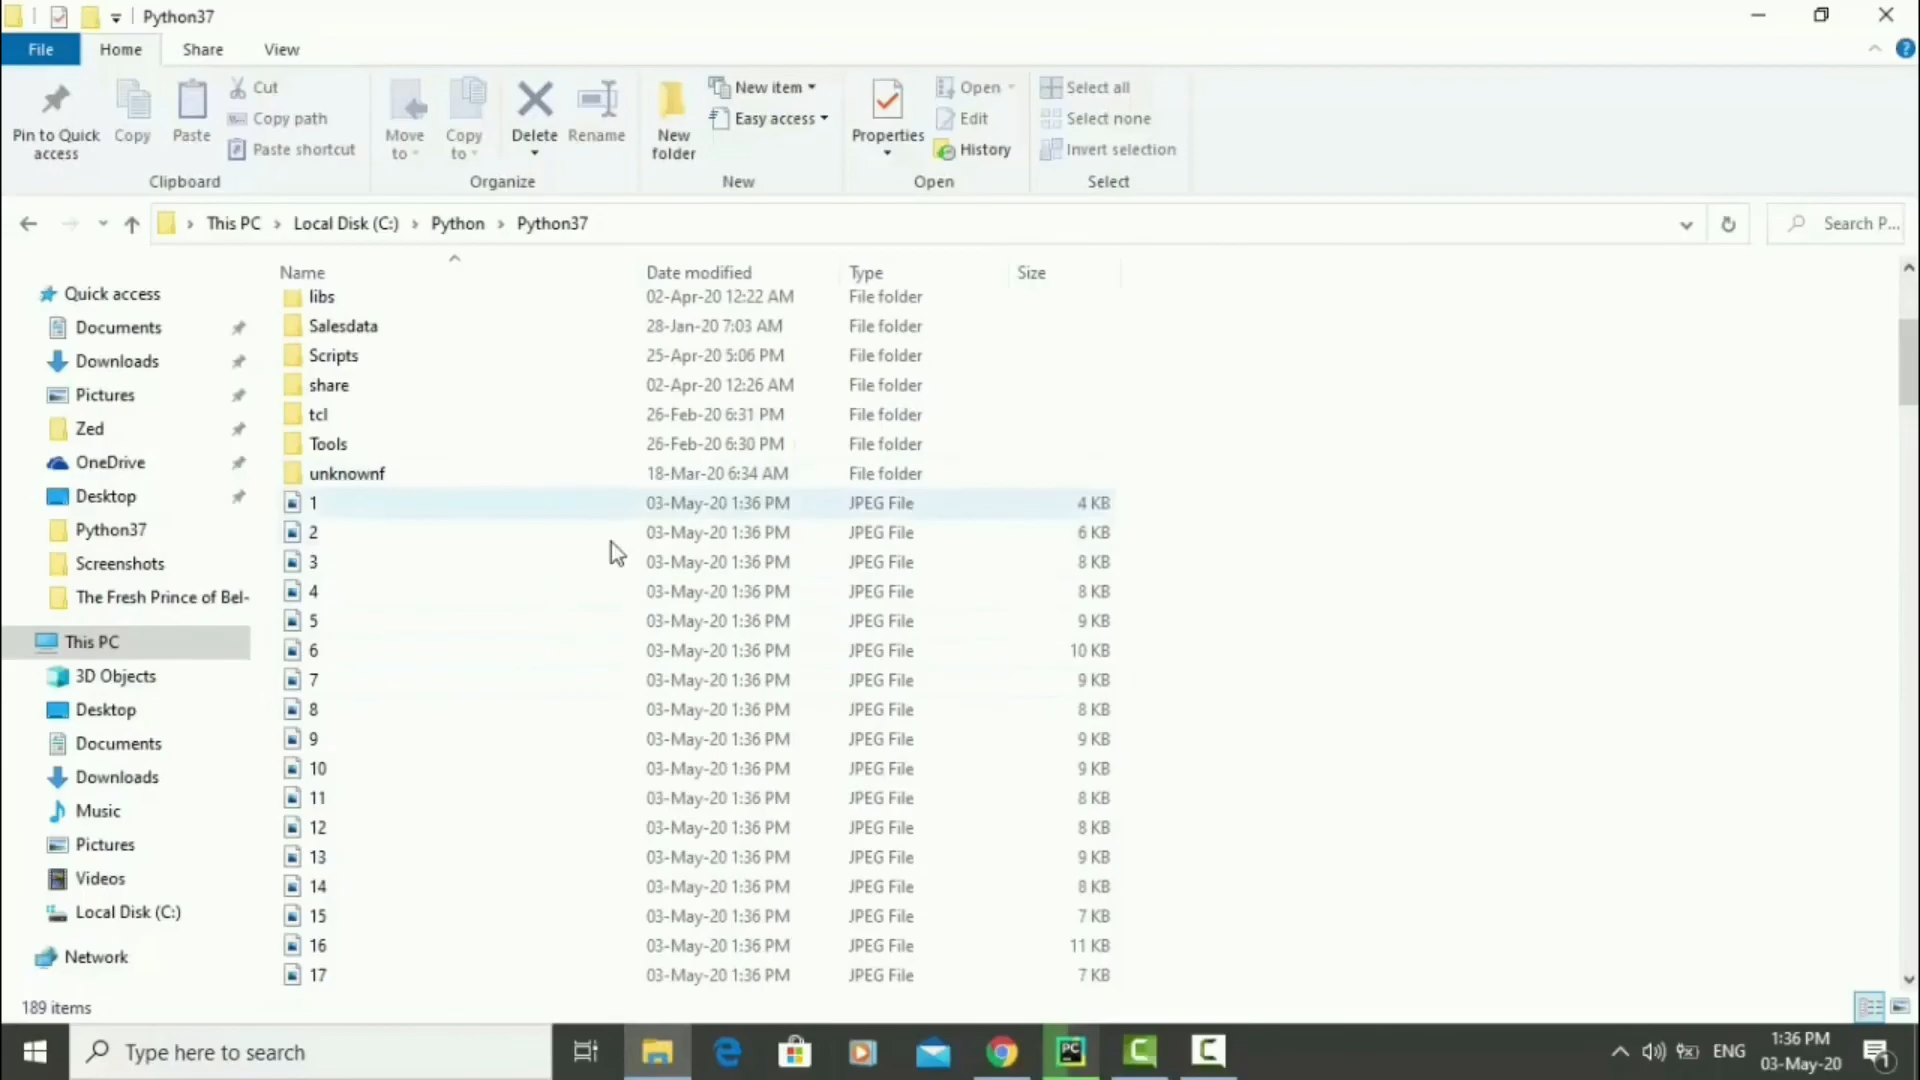 Python37
File Home Share View
Pin to Quick access
Copy
Paste
Cut
Copy path
Paste shortcut
Clipboard
Move to
Copy to
Delete
Rename
Organize
New folder
New item
Easy access
New
Properties
Open
Edit
History
Open
Select all
Select none
Invert selection
Select
This PC › Local Disk (C:) › Python › Python37
Search P...
Name Date modified Type Size
Quick access
Documents
Downloads
Pictures
Zed
OneDrive
Desktop
Python37
Screenshots
The Fresh Prince of Bel-
This PC
3D Objects
Desktop
Documents
Downloads
Music
Pictures
Videos
Local Disk (C:)
Network
libs 02-Apr-20 12:22 AM File folder
Salesdata 28-Jan-20 7:03 AM File folder
Scripts 25-Apr-20 5:06 PM File folder
share 02-Apr-20 12:26 AM File folder
tcl 26-Feb-20 6:31 PM File folder
Tools 26-Feb-20 6:30 PM File folder
unknownf 18-Mar-20 6:34 AM File folder
1 03-May-20 1:36 PM JPEG File 4 KB
2 03-May-20 1:36 PM JPEG File 6 KB
3 03-May-20 1:36 PM JPEG File 8 KB
4 03-May-20 1:36 PM JPEG File 8 KB
5 03-May-20 1:36 PM JPEG File 9 KB
6 03-May-20 1:36 PM JPEG File 10 KB
7 03-May-20 1:36 PM JPEG File 9 KB
8 03-May-20 1:36 PM JPEG File 8 KB
9 03-May-20 1:36 PM JPEG File 9 KB
10 03-May-20 1:36 PM JPEG File 9 KB
11 03-May-20 1:36 PM JPEG File 8 KB
12 03-May-20 1:36 PM JPEG File 8 KB
13 03-May-20 1:36 PM JPEG File 9 KB
14 03-May-20 1:36 PM JPEG File 8 KB
15 03-May-20 1:36 PM JPEG File 7 KB
16 03-May-20 1:36 PM JPEG File 11 KB
17 03-May-20 1:36 PM JPEG File 7 KB
189 items
Type here to search
PC
ENG
1:36 PM
03-May-20
1